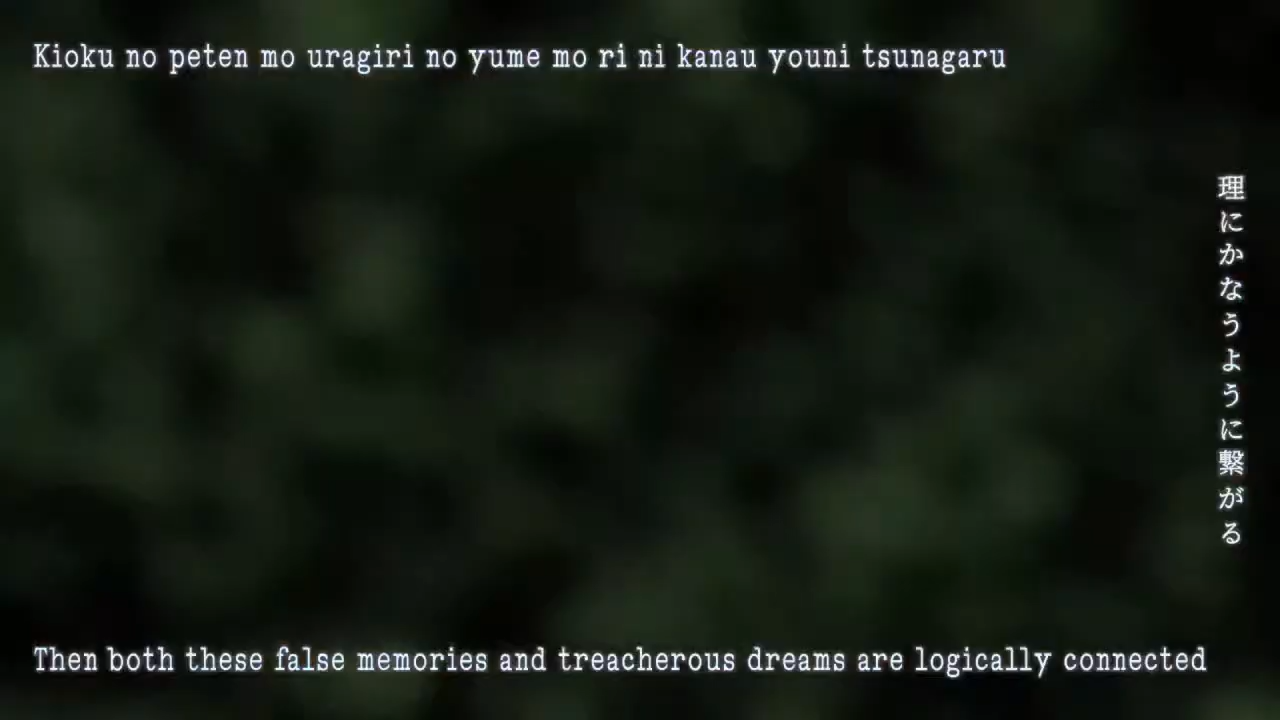 Kioku no peten mo uragiri no yume mo ri ni kanau youni tsunagaru
理にかなうように繋がる
Then both these false memories and treacherous dreams are logically connected